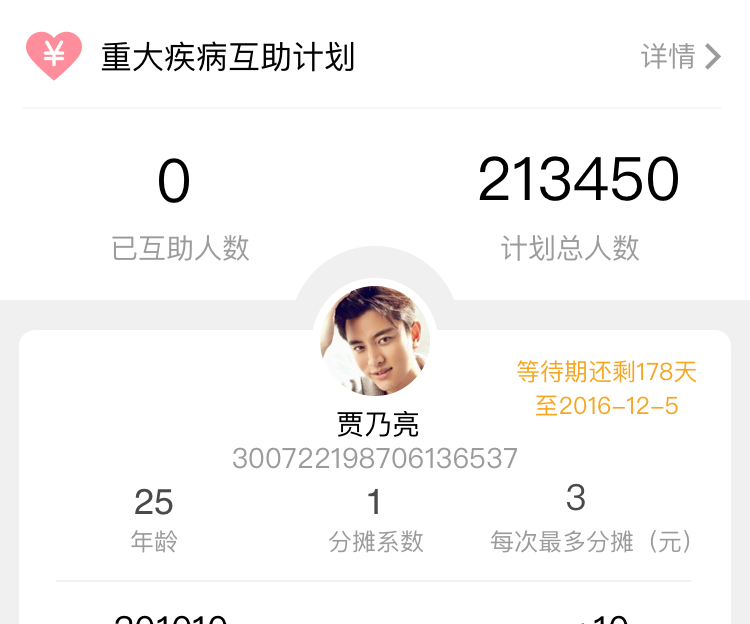 ¥ 重大疾病互助计划 详情
0 213450
已互助人数 计划总人数
等待期还剩178天
至2016-12-5
贾乃亮
300722198706136537
25 1 3
年龄 分摊系数 每次最多分摊（元）